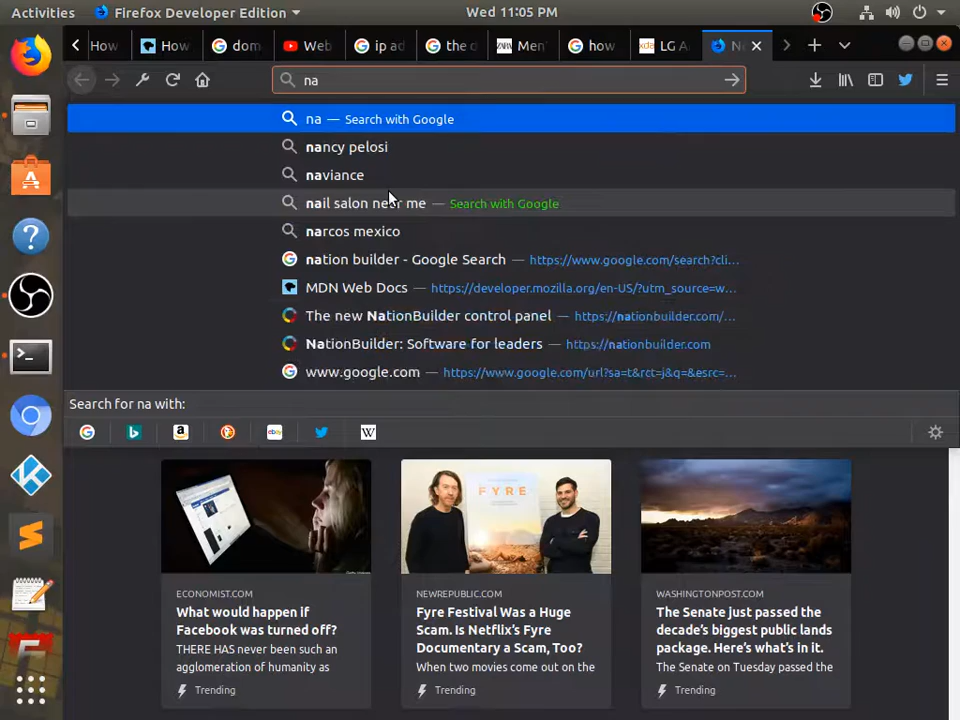 Activities
Firefox Developer Edition
Wed 11:05 PM
How
How
dom
Web
ip ad
the d
Men
how
LG A
Ne
na
na — Search with Google
nancy pelosi
naviance
nail salon near me — Search with Google
narcos mexico
nation builder - Google Search — https://www.google.com/search?cli...
MDN Web Docs — https://developer.mozilla.org/en-US/?utm_source=w...
The new NationBuilder control panel — https://nationbuilder.com/...
NationBuilder: Software for leaders — https://nationbuilder.com
www.google.com — https://www.google.com/url?sa=t&rct=j&q=&esrc=...
Search for na with:
FYRE
ECONOMIST.COM
What would happen if
Facebook was turned off?
THERE HAS never been such an
agglomeration of humanity as
Trending
NEWREPUBLIC.COM
Fyre Festival Was a Huge
Scam. Is Netflix's Fyre
Documentary a Scam, Too?
When two movies come out on the
Trending
WASHINGTONPOST.COM
The Senate just passed the
decade's biggest public lands
package. Here's what's in it.
The Senate on Tuesday passed the
Trending